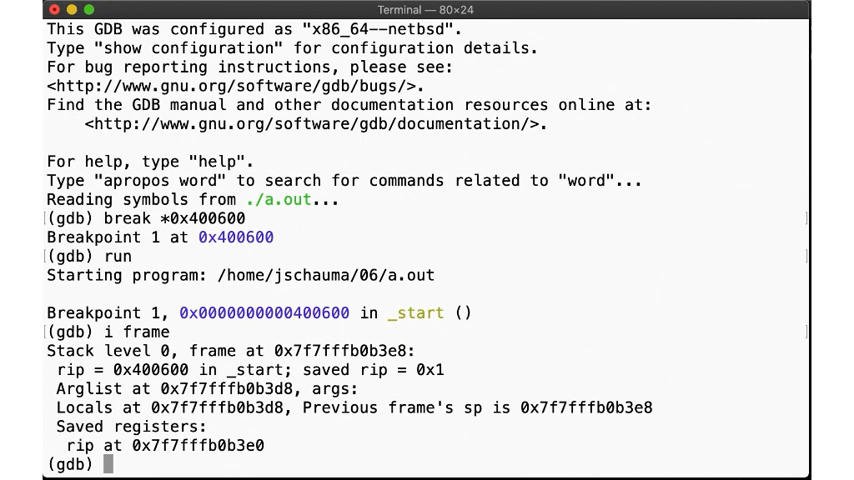 Terminal — 80×24
This GDB was configured as "x86_64--netbsd".
Type "show configuration" for configuration details.
For bug reporting instructions, please see:
<http://www.gnu.org/software/gdb/bugs/>.
Find the GDB manual and other documentation resources online at:
    <http://www.gnu.org/software/gdb/documentation/>.

For help, type "help".
Type "apropos word" to search for commands related to "word"...
Reading symbols from ./a.out...
(gdb) break *0x400600
Breakpoint 1 at 0x400600
(gdb) run
Starting program: /home/jschauma/06/a.out

Breakpoint 1, 0x0000000000400600 in _start ()
(gdb) i frame
Stack level 0, frame at 0x7f7fffb0b3e8:
 rip = 0x400600 in _start; saved rip = 0x1
 Arglist at 0x7f7fffb0b3d8, args:
 Locals at 0x7f7fffb0b3d8, Previous frame's sp is 0x7f7fffb0b3e8
 Saved registers:
  rip at 0x7f7fffb0b3e0
(gdb)